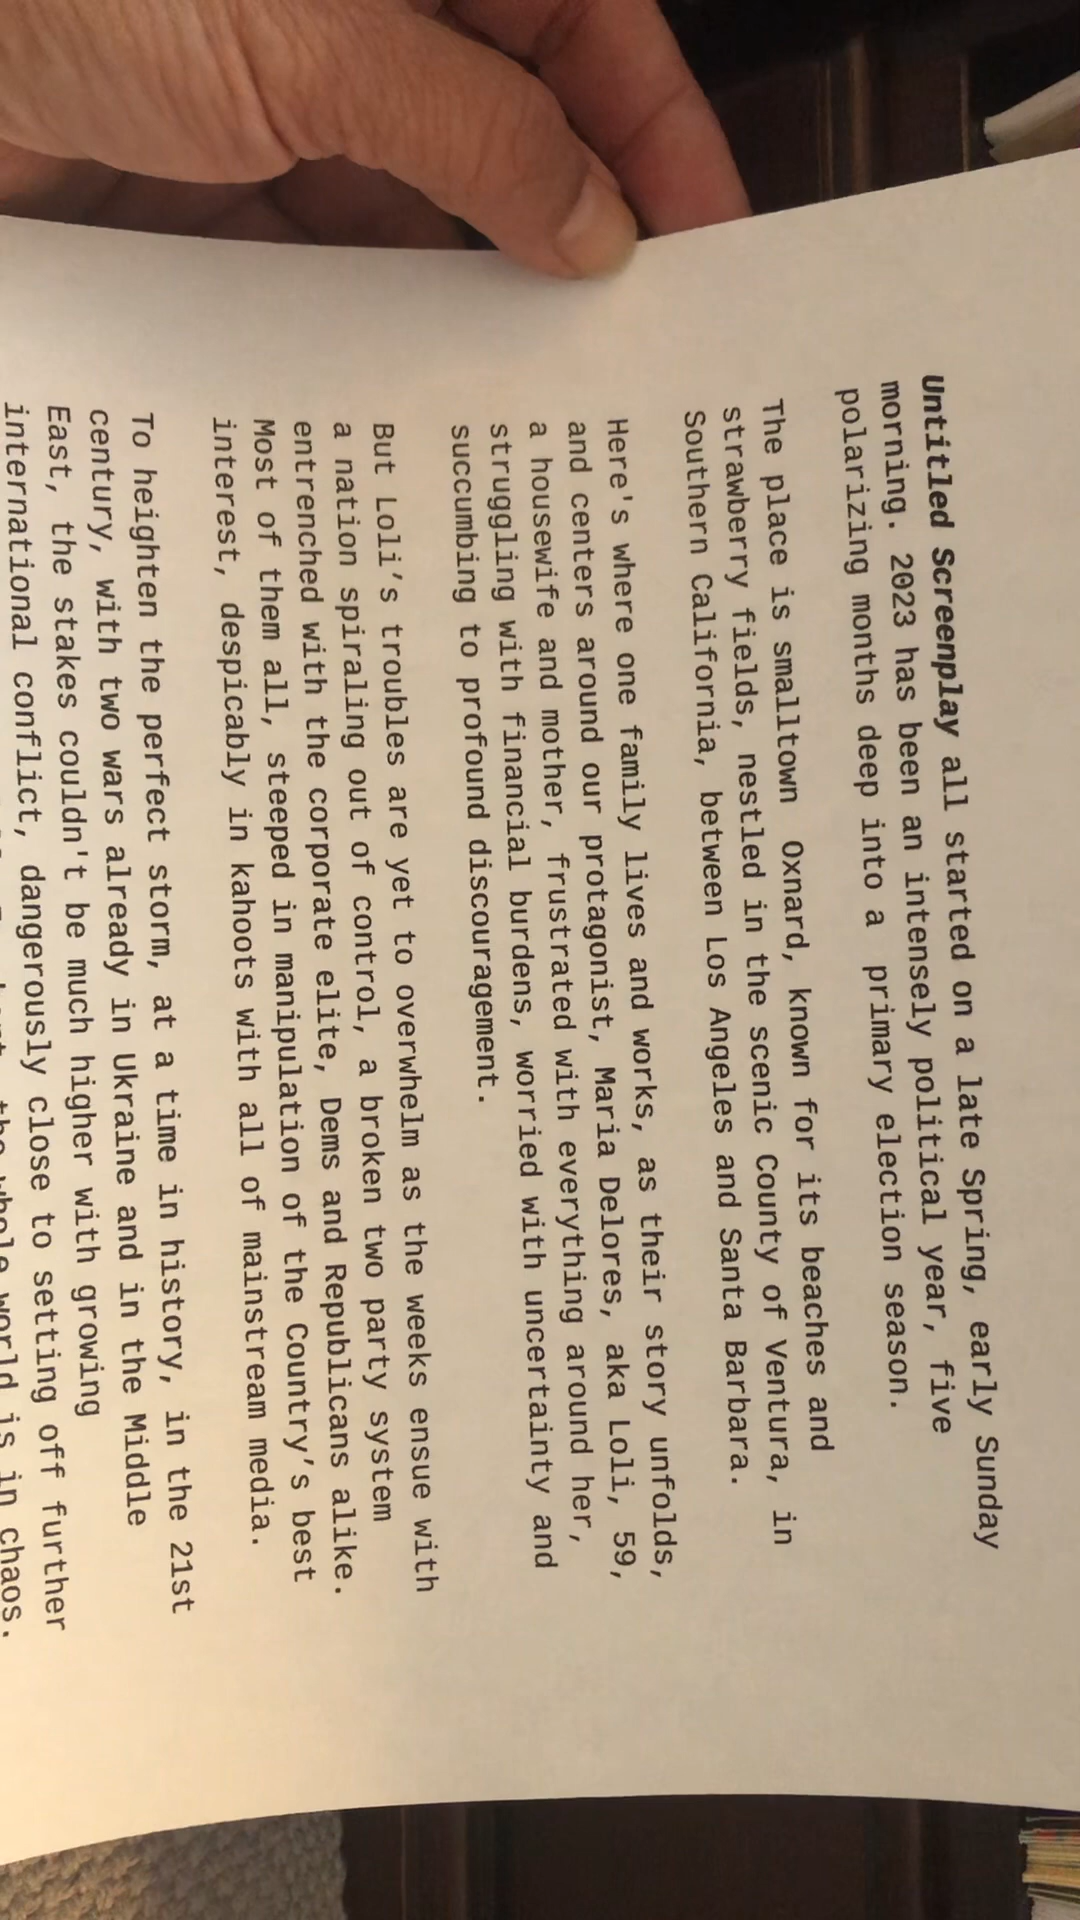 Untitled Screenplay all started on a late Spring, early Sunday
morning. 2023 has been an intensely political year, five
polarizing months deep into a primary election season.
The place is smalltown Oxnard, known for its beaches and
strawberry fields, nestled in the scenic County of Ventura, in
Southern California, between Los Angeles and Santa Barbara.
Here's where one family lives and works, as their story unfolds,
and centers around our protagonist, Maria Delores, aka Loli, 59,
a housewife and mother, frustrated with everything around her,
struggling with financial burdens, worried with uncertainty and
succumbing to profound discouragement.
But Loli's troubles are yet to overwhelm as the weeks ensue with
a nation spiraling out of control, a broken two party system
entrenched with the corporate elite, Dems and Republicans alike.
Most of them all, steeped in manipulation of the Country's best
interest, despicably in kahoots with all of mainstream media.
To heighten the perfect storm, at a time in history, in the 21st
century, with two wars already in Ukraine and in the Middle
East, the stakes couldn't be much higher with growing
international conflict, dangerously close to setting off further
the whole world is in chaos.